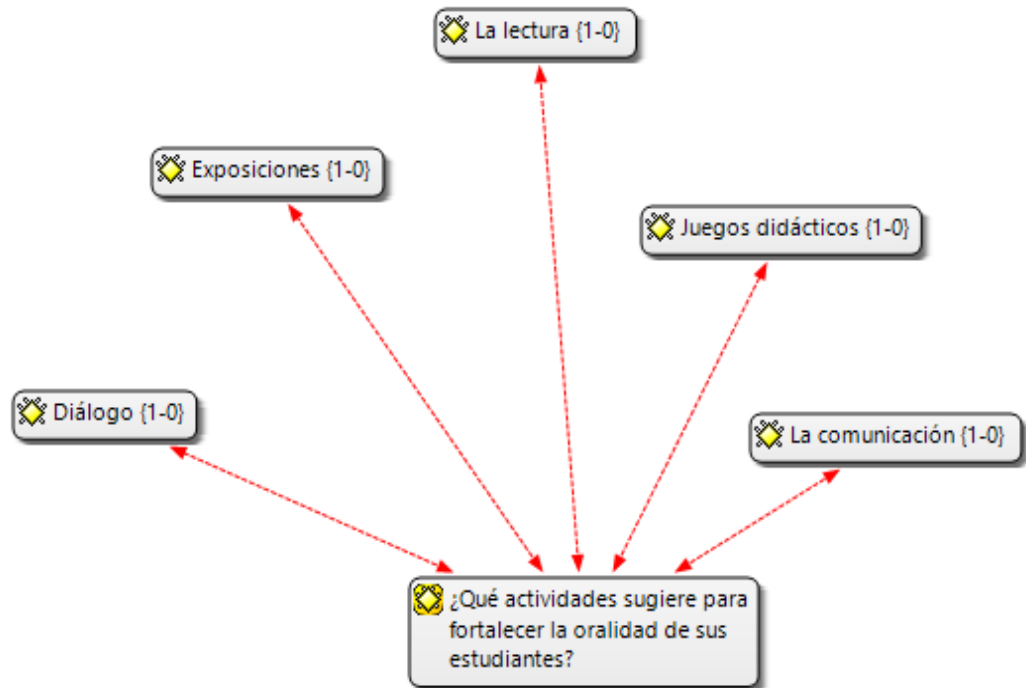 La lectura {1-0}
Exposiciones {1-0}
Juegos didácticos {1-0}
Diálogo {1-0}
La comunicación {1-0}
¿Qué actividades sugiere para
fortalecer la oralidad de sus
estudiantes?